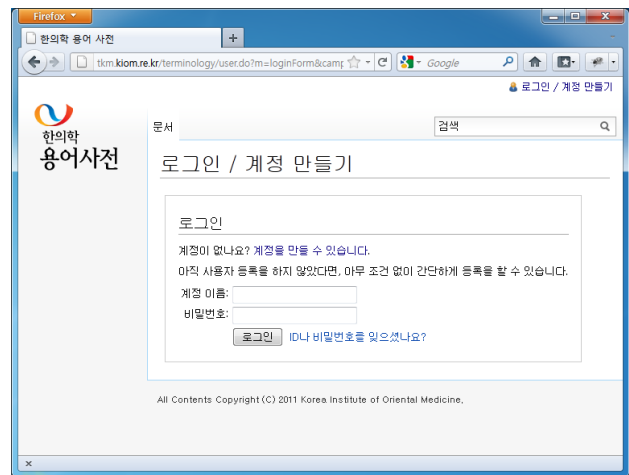 Firefox
한의학 용어 사전
tkm.kiom.re.kr/terminology/user.do?m=loginForm&camp
Google
로그인 / 계정 만들기
한의학
용어사전
문서
검색
로그인 / 계정 만들기
로그인
계정이 없나요? 계정을 만들 수 있습니다.
아직 사용자 등록을 하지 않았다면, 아무 조건 없이 간단하게 등록을 할 수 있습니다.
계정 이름:
비밀번호:
로그인 ID나 비밀번호를 잊으셨나요?
All Contents Copyright (C) 2011 Korea Institute of Oriental Medicine.